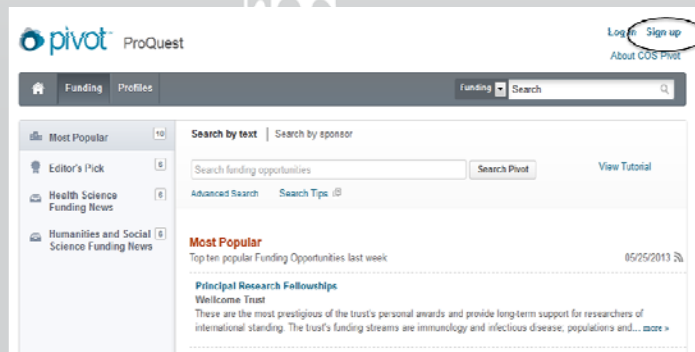 pivot ProQuest
Log in Sign up
About COS Pivot
Funding Profiles
Funding Search
Most Popular 10
Editor's Pick 6
Health Science Funding News 6
Humanities and Social Science Funding News 6
Search by text | Search by sponsor
Search funding opportunities
Search Pivot
View Tutorial
Advanced Search Search Tips
Most Popular
Top ten popular Funding Opportunities last week
05/25/2013
Principal Research Fellowships
Wellcome Trust
These are the most prestigious of the trust's personal awards and provide long-term support for researchers of
international standing. The trust's funding streams are immunology and infectious disease; populations and... more »